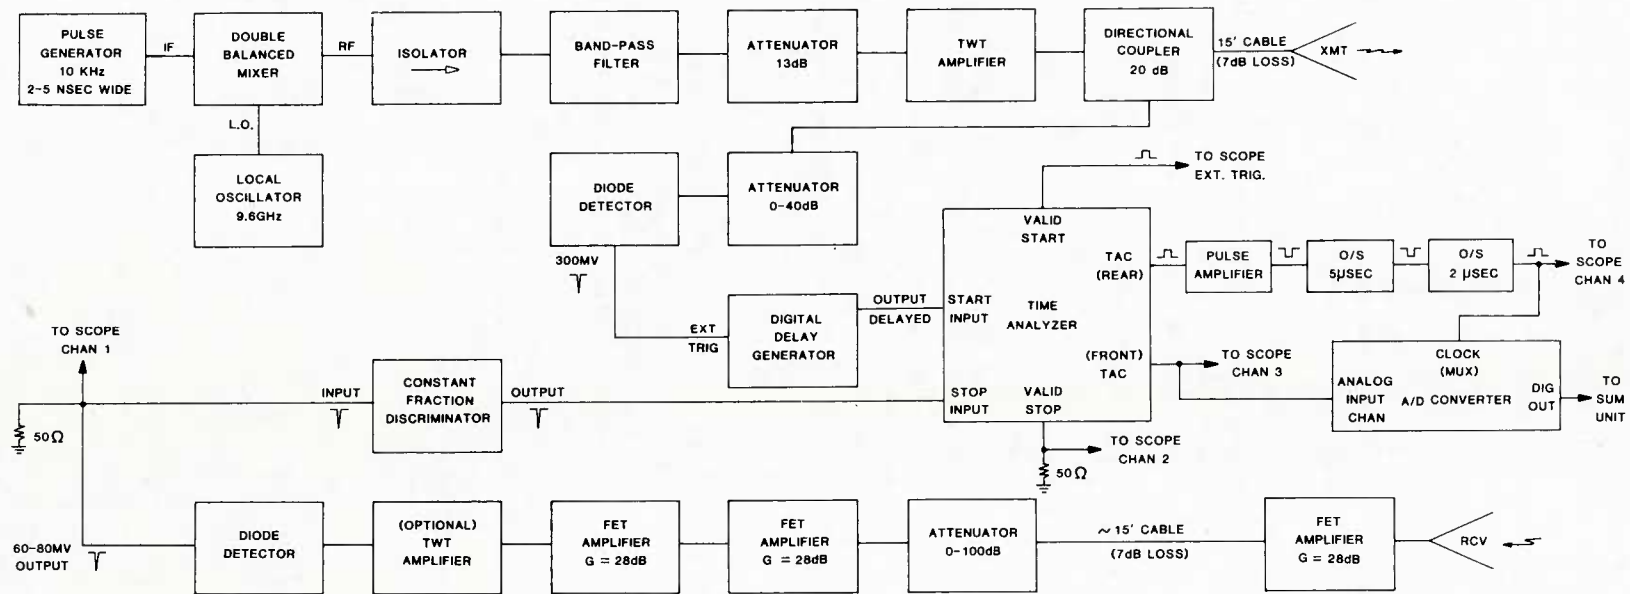 PULSE
GENERATOR
10 KHz
2-5 NSEC WIDE
IF
DOUBLE
BALANCED
MIXER
RF
ISOLATOR
BAND-PASS
FILTER
ATTENUATOR
13dB
TWT
AMPLIFIER
DIRECTIONAL
COUPLER
20 dB
15' CABLE
(7dB LOSS)
XMT
L.O.
LOCAL
OSCILLATOR
9.6GHz
DIODE
DETECTOR
ATTENUATOR
0-40dB
TO SCOPE
EXT. TRIG.
300MV
EXT
TRIG
DIGITAL
DELAY
GENERATOR
OUTPUT
DELAYED
VALID
START
START
INPUT
TIME
ANALYZER
TAC
(REAR)
(FRONT)
TAC
STOP
INPUT
VALID
STOP
PULSE
AMPLIFIER
O/S
5µSEC
O/S
2 µSEC
TO
SCOPE
CHAN 4
TO SCOPE
CHAN 3
CLOCK
(MUX)
ANALOG
INPUT
CHAN
A/D CONVERTER
DIG
OUT
TO
SUM
UNIT
TO SCOPE
CHAN 1
50Ω
INPUT
CONSTANT
FRACTION
DISCRIMINATOR
OUTPUT
TO SCOPE
CHAN 2
50Ω
60-80MV
OUTPUT
DIODE
DETECTOR
(OPTIONAL)
TWT
AMPLIFIER
FET
AMPLIFIER
G = 28dB
FET
AMPLIFIER
G = 28dB
ATTENUATOR
0-100dB
~15' CABLE
(7dB LOSS)
FET
AMPLIFIER
G = 28dB
RCV